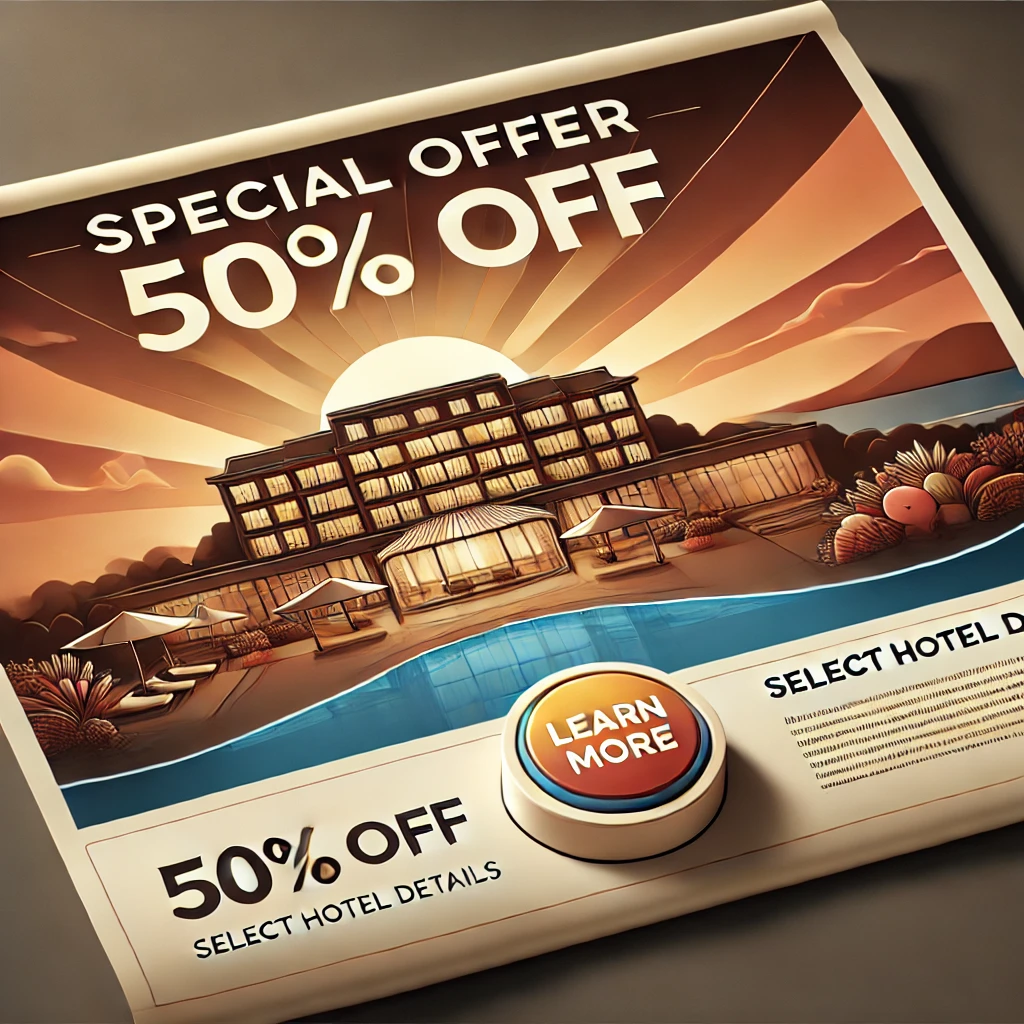 SPECIAL OFFER
50% OFF
LEARN
MORE
SELECT HOTEL D
50% OFF
SELECT HOTEL DETAILS